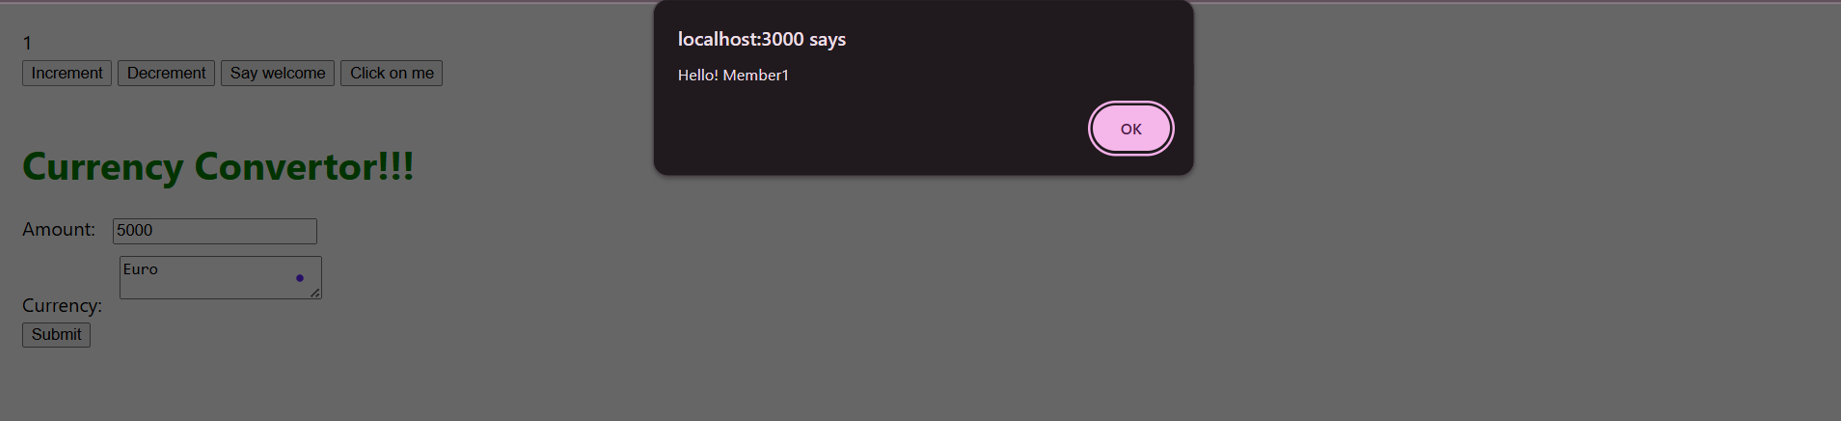 localhost:3000 says
Hello! Member1
OK
1
Increment Decrement Say welcome Click on me
Currency Convertor!!!
Amount: 5000
Euro
Currency:
Submit